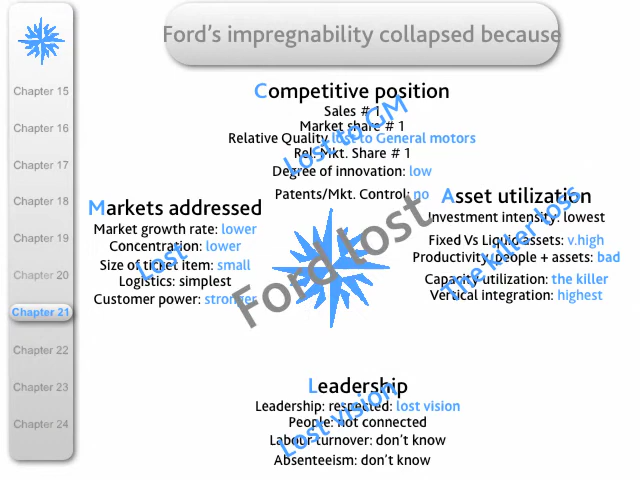 Ford's impregnability collapsed because
Chapter 15
Chapter 16
Chapter 17
Chapter 18
Chapter 19
Chapter 20
Chapter 21
Chapter 22
Chapter 23
Chapter 24
Competitive position
Sales # 1
Market share # 1
Relative Quality lost to General motors
Rel. Mkt. Share # 1
Degree of innovation: low
Patents/Mkt. Control: no
Lost to GM
Markets addressed
Market growth rate: lower
Concentration: lower
Size of ticket item: small
Logistics: simplest
Customer power: stronger
Lost
Ford lost
Asset utilization
Investment intensity: lowest
Fixed Vs Liquid assets: v.high
Productivity, people + assets: bad
Capacity utilization: the killer
Vertical integration: highest
The killer loss
Leadership
Leadership: respected: lost vision
People: not connected
Labour turnover: don't know
Absenteeism: don't know
Lost vision